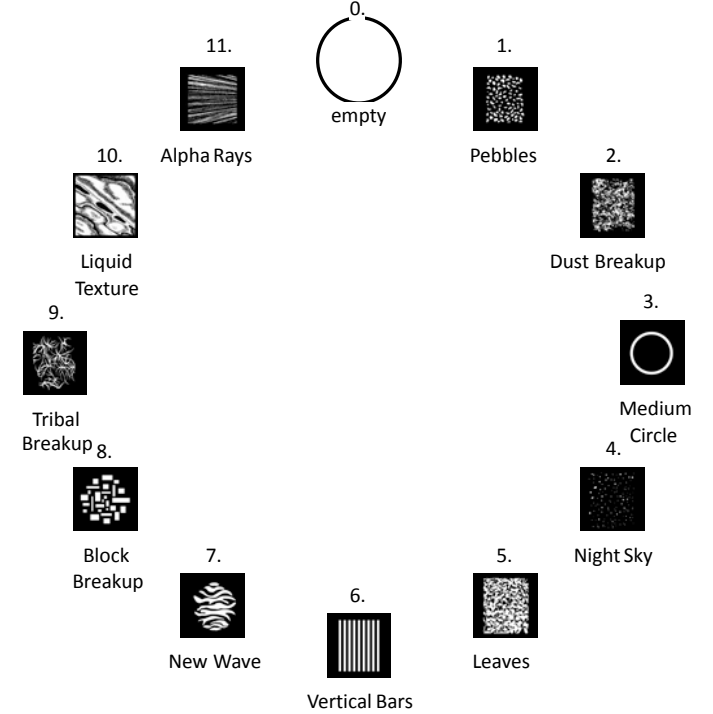 0.
empty
1.
Pebbles
2.
Dust Breakup
3.
Medium
Circle
4.
Night Sky
5.
Leaves
6.
Vertical Bars
7.
New Wave
8.
Block
Breakup
9.
Tribal
Breakup
10.
Liquid
Texture
11.
Alpha Rays